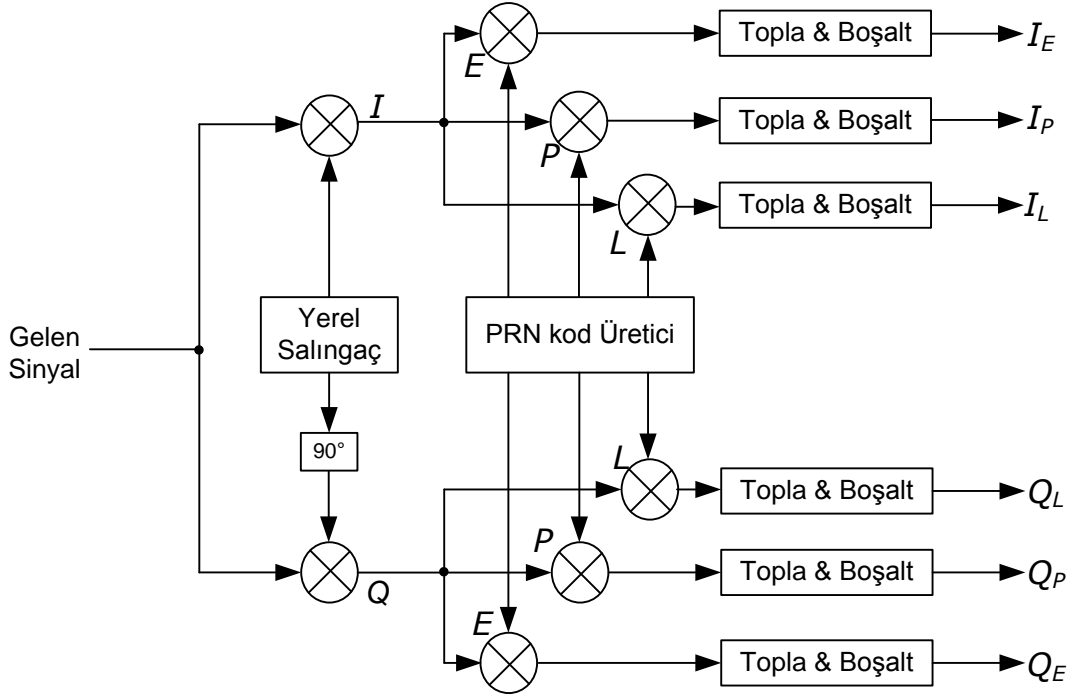 Topla & Boşalt
I_E
E
I
Topla & Boşalt
I_P
P
Topla & Boşalt
I_L
L
Gelen
Sinyal
Yerel
Salıngaç
PRN kod Üretici
90°
L
Topla & Boşalt
Q_L
P
Topla & Boşalt
Q_P
Q
E
Topla & Boşalt
Q_E